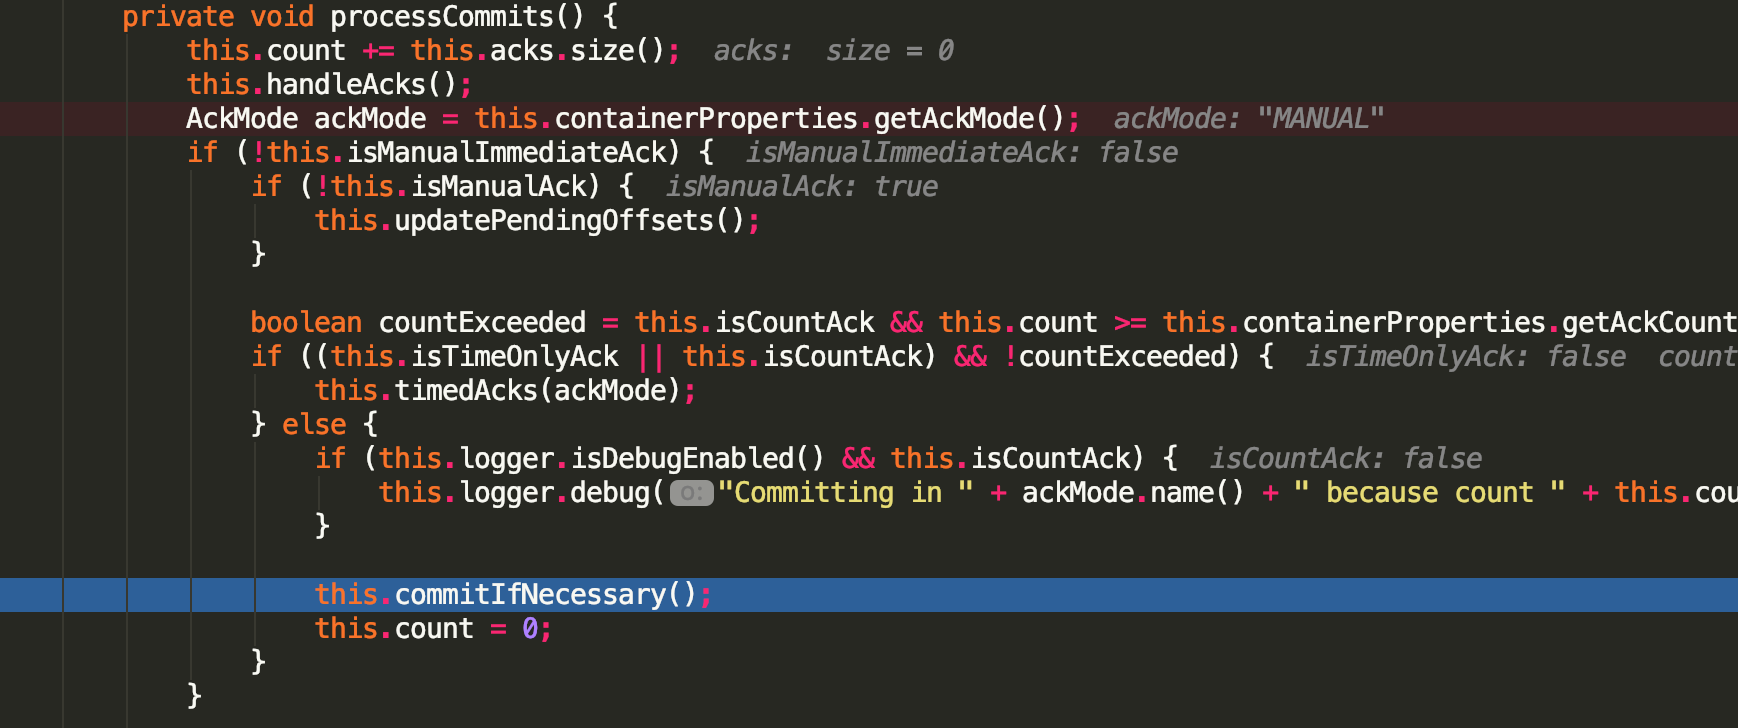 private void processCommits() {
this.count += this.acks.size(); acks: size = 0
this.handleAcks();
AckMode ackMode = this.containerProperties.getAckMode(); ackMode: "MANUAL"
if (!this.isManualImmediateAck) { isManualImmediateAck: false
if (!this.isManualAck) { isManualAck: true
this.updatePendingOffsets();
}
boolean countExceeded = this.isCountAck && this.count >= this.containerProperties.getAckCount
if ((this.isTimeOnlyAck || this.isCountAck) && !countExceeded) { isTimeOnlyAck: false count
this.timedAcks(ackMode);
} else {
if (this.logger.isDebugEnabled() && this.isCountAck) { isCountAck: false
this.logger.debug( o: "Committing in " + ackMode.name() + " because count " + this.cou
}
this.commitIfNecessary();
this.count = 0;
}
}